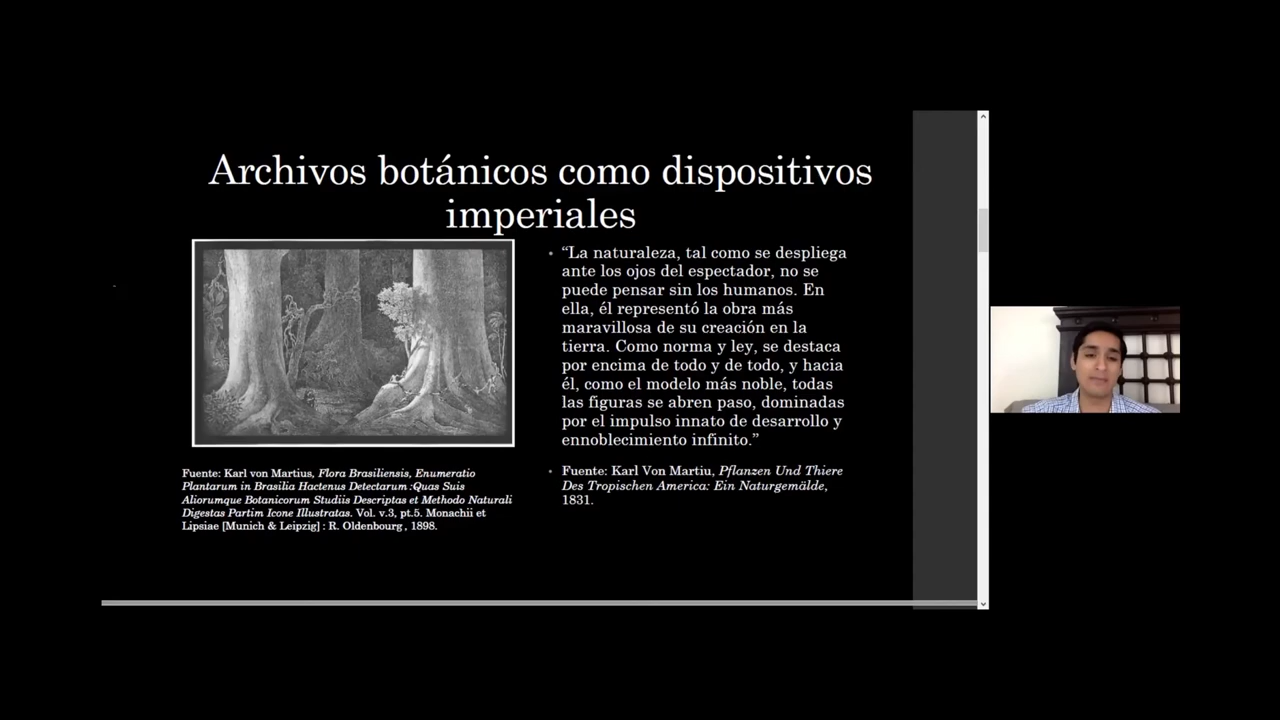 Archivos botánicos como dispositivos
imperiales
• “La naturaleza, tal como se despliega
ante los ojos del espectador, no se
puede pensar sin los humanos. En
ella, él representó la obra más
maravillosa de su creación en la
tierra. Como norma y ley, se destaca
por encima de todo y de todo, y hacia
él, como el modelo más noble, todas
las figuras se abren paso, dominadas
por el impulso innato de desarrollo y
ennoblecimiento infinito.”
• Fuente: Karl Von Martiu, Pflanzen Und Thiere
Des Tropischen America: Ein Naturgemälde,
1831.
Fuente: Karl von Martius, Flora Brasiliensis, Enumeratio
Plantarum in Brasilia Hactenus Detectarum :Quas Suis
Aliorumque Botanicorum Studiis Descriptas et Methodo Naturali
Digestas Partim Icone Illustratas. Vol. v.3, pt.5. Monachii et
Lipsiae [Munich & Leipzig] : R. Oldenbourg , 1898.